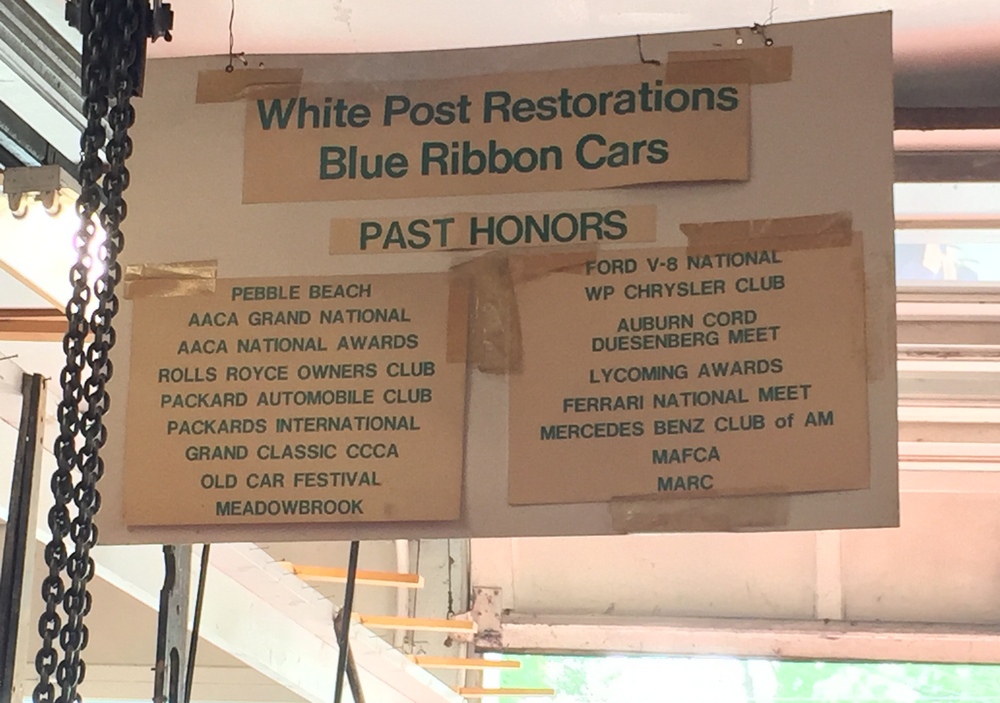 White Post Restorations
Blue Ribbon Cars
PAST HONORS
PEBBLE BEACH
AACA GRAND NATIONAL
AACA NATIONAL AWARDS
ROLLS ROYCE OWNERS CLUB
PACKARD AUTOMOBILE CLUB
PACKARDS INTERNATIONAL
GRAND CLASSIC CCCA
OLD CAR FESTIVAL
MEADOWBROOK
FORD V-8 NATIONAL
WP CHRYSLER CLUB
AUBURN CORD
DUESENBERG MEET
LYCOMING AWARDS
FERRARI NATIONAL MEET
MERCEDES BENZ CLUB of AM
MAFCA
MARC